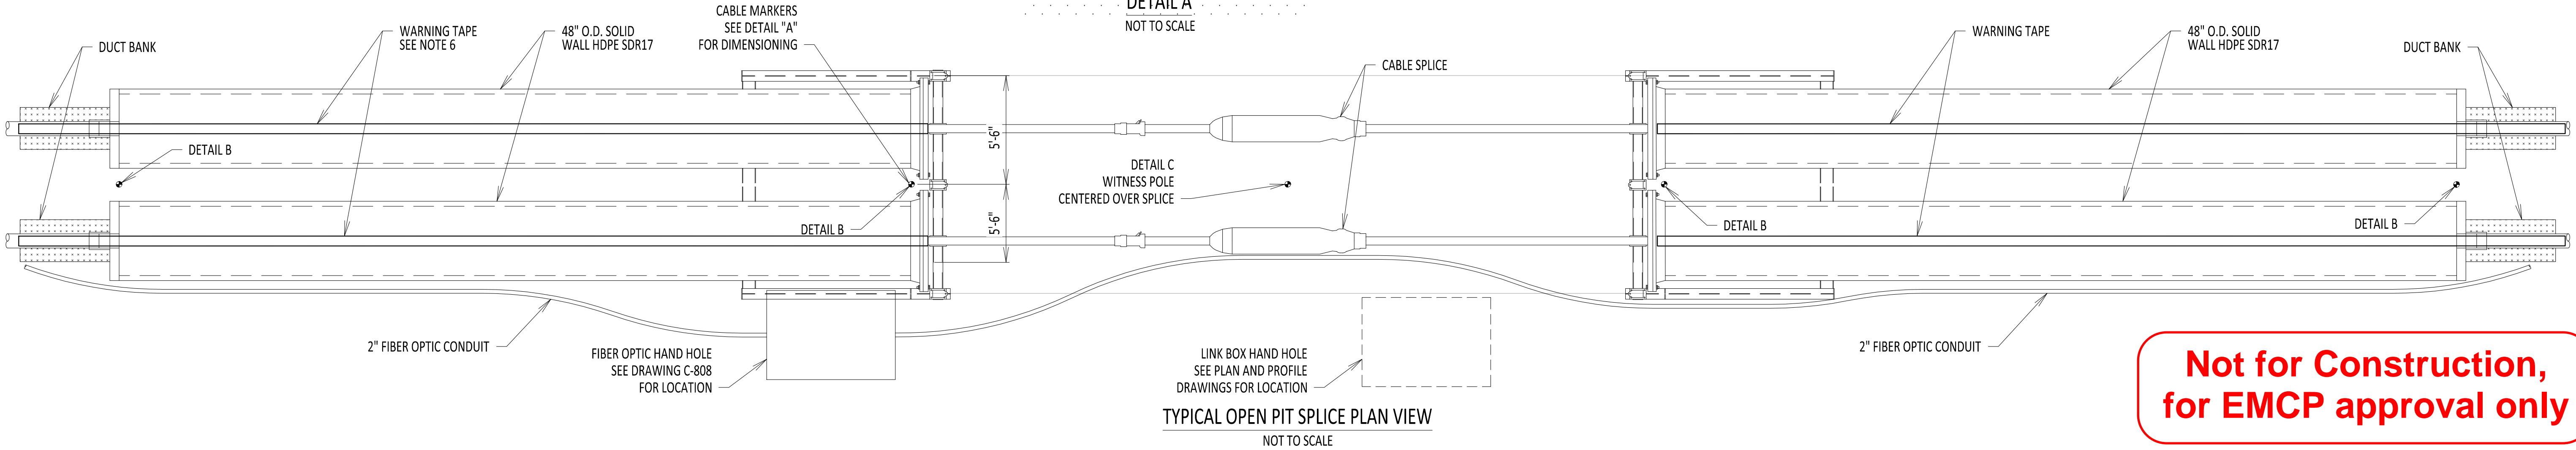 DETAIL A
NOT TO SCALE
CABLE MARKERS
SEE DETAIL "A"
FOR DIMENSIONING
DUCT BANK
WARNING TAPE
SEE NOTE 6
48" O.D. SOLID
WALL HDPE SDR17
CABLE SPLICE
WARNING TAPE
48" O.D. SOLID
WALL HDPE SDR17
DUCT BANK
5'-6"
DETAIL B
DETAIL C
WITNESS POLE
CENTERED OVER SPLICE
5'-6"
DETAIL B
DETAIL B
DETAIL B
2" FIBER OPTIC CONDUIT
FIBER OPTIC HAND HOLE
SEE DRAWING C-808
FOR LOCATION
LINK BOX HAND HOLE
SEE PLAN AND PROFILE
DRAWINGS FOR LOCATION
2" FIBER OPTIC CONDUIT
TYPICAL OPEN PIT SPLICE PLAN VIEW
NOT TO SCALE
Not for Construction,
for EMCP approval only